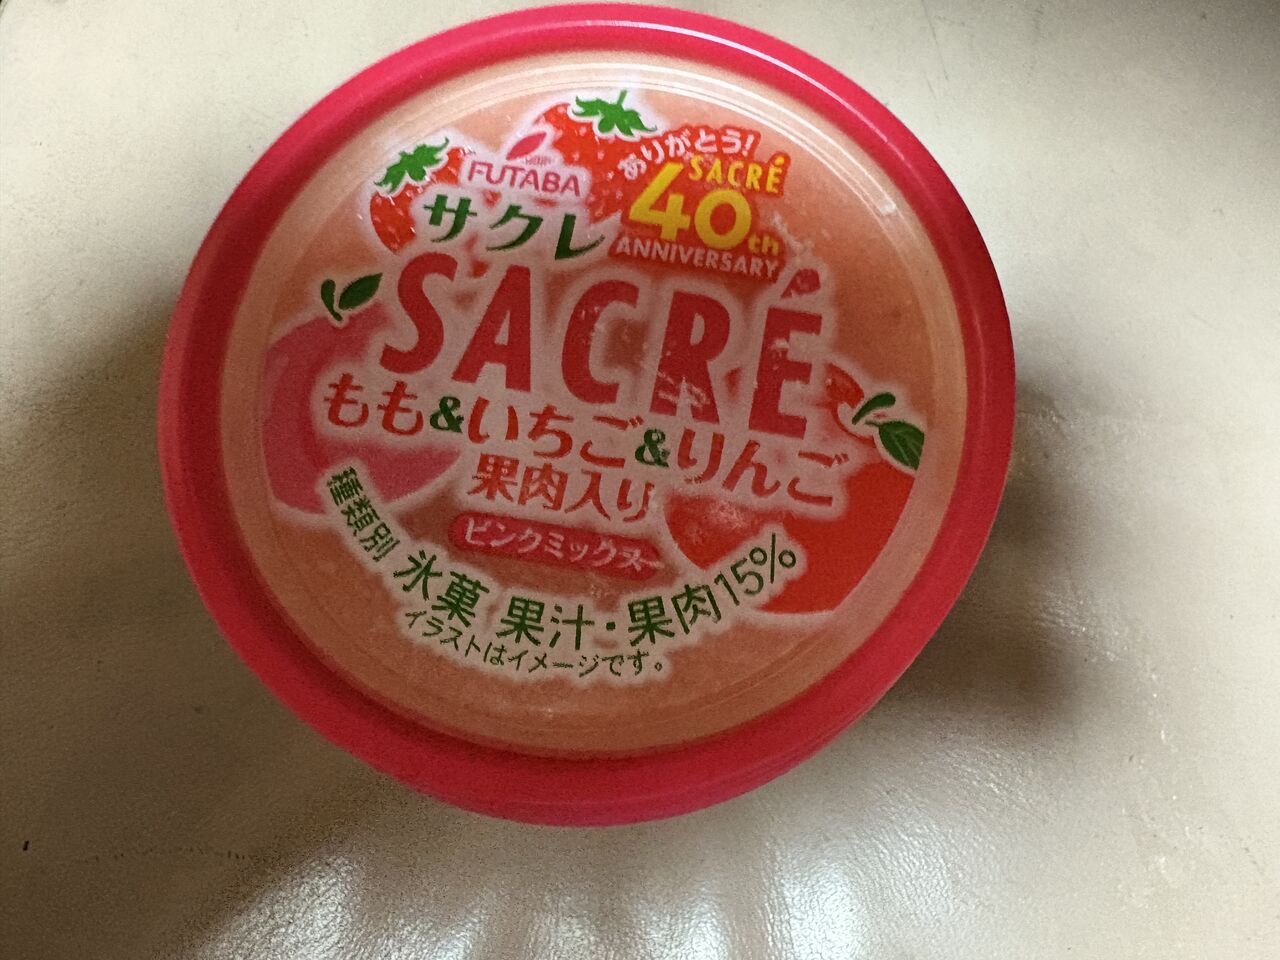 FUTABA
ありがとう!
SACRÉ
40th
ANNIVERSARY
サクレ
SACRÉ
もも&いちご&りんご
果肉入り
ピンクミックス
種類別 氷菓 果汁・果肉15%
イラストはイメージです。